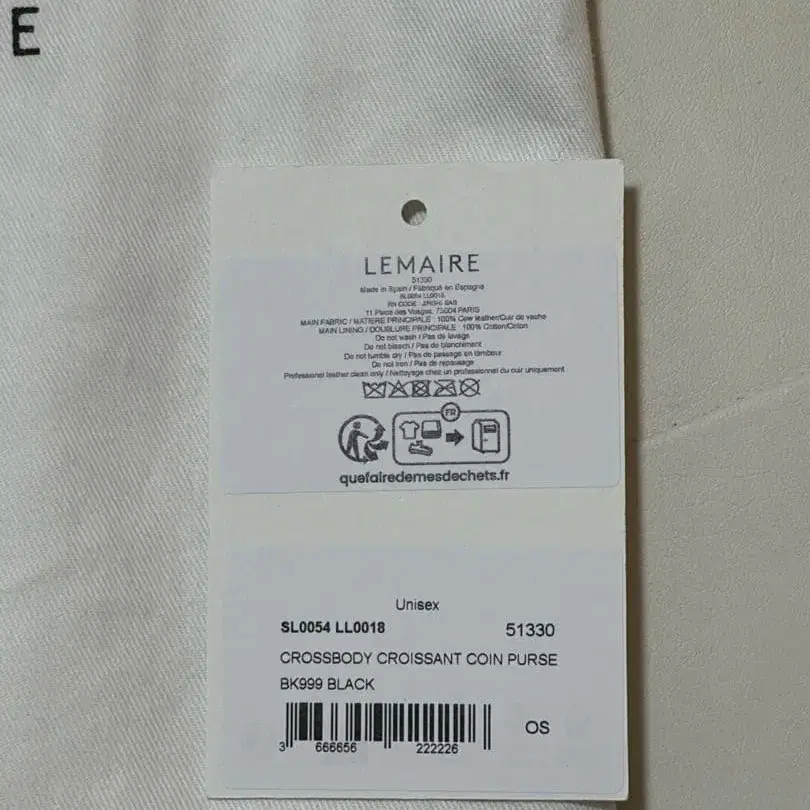 E
LEMAIRE
51330
Made in Spain / Fabriqué en Espagne
SL0054 LL0018
11 Place des Vosges, 75004 PARIS
MAIN FABRIC / MATIERE PRINCIPALE : 100% Cow leather/Cuir de vache
MAIN LINING / DOUBLURE PRINCIPALE : 100% Cotton/Coton
Do not wash / Pas de lavage
Do not bleach / Pas de blanchiment
Do not tumble dry / Pas de passage en tambour
Do not iron / Pas de repassage
Professional leather clean only / Nettoyage chez un professionnel du cuir uniquement
FR
quefairedemesdechets.fr
Unisex
SL0054 LL0018 51330
CROSSBODY CROISSANT COIN PURSE
BK999 BLACK
OS
3 666656 222226